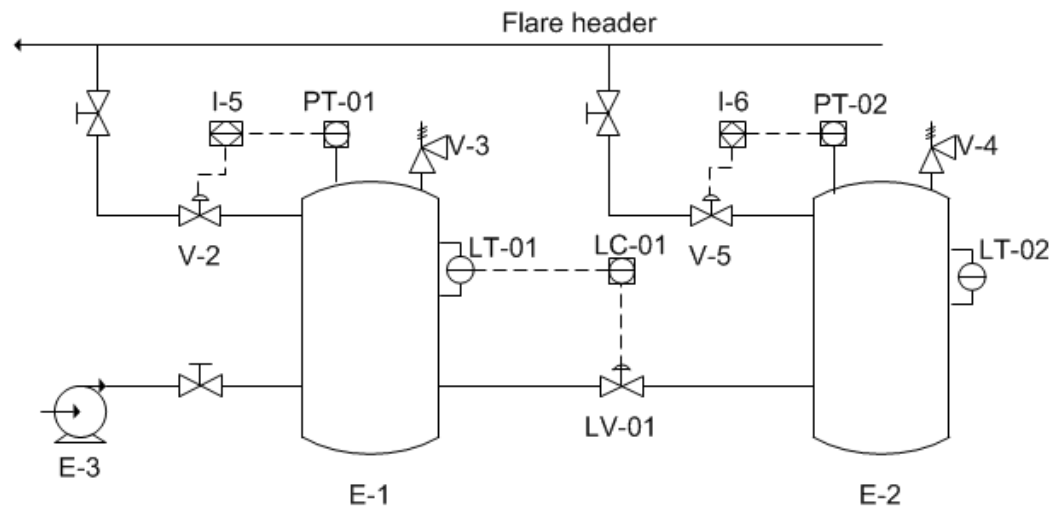 Flare header
I-5
PT-01
I-6
PT-02
V-3
V-4
V-2
LT-01
LC-01
V-5
LT-02
LV-01
E-3
E-1
E-2